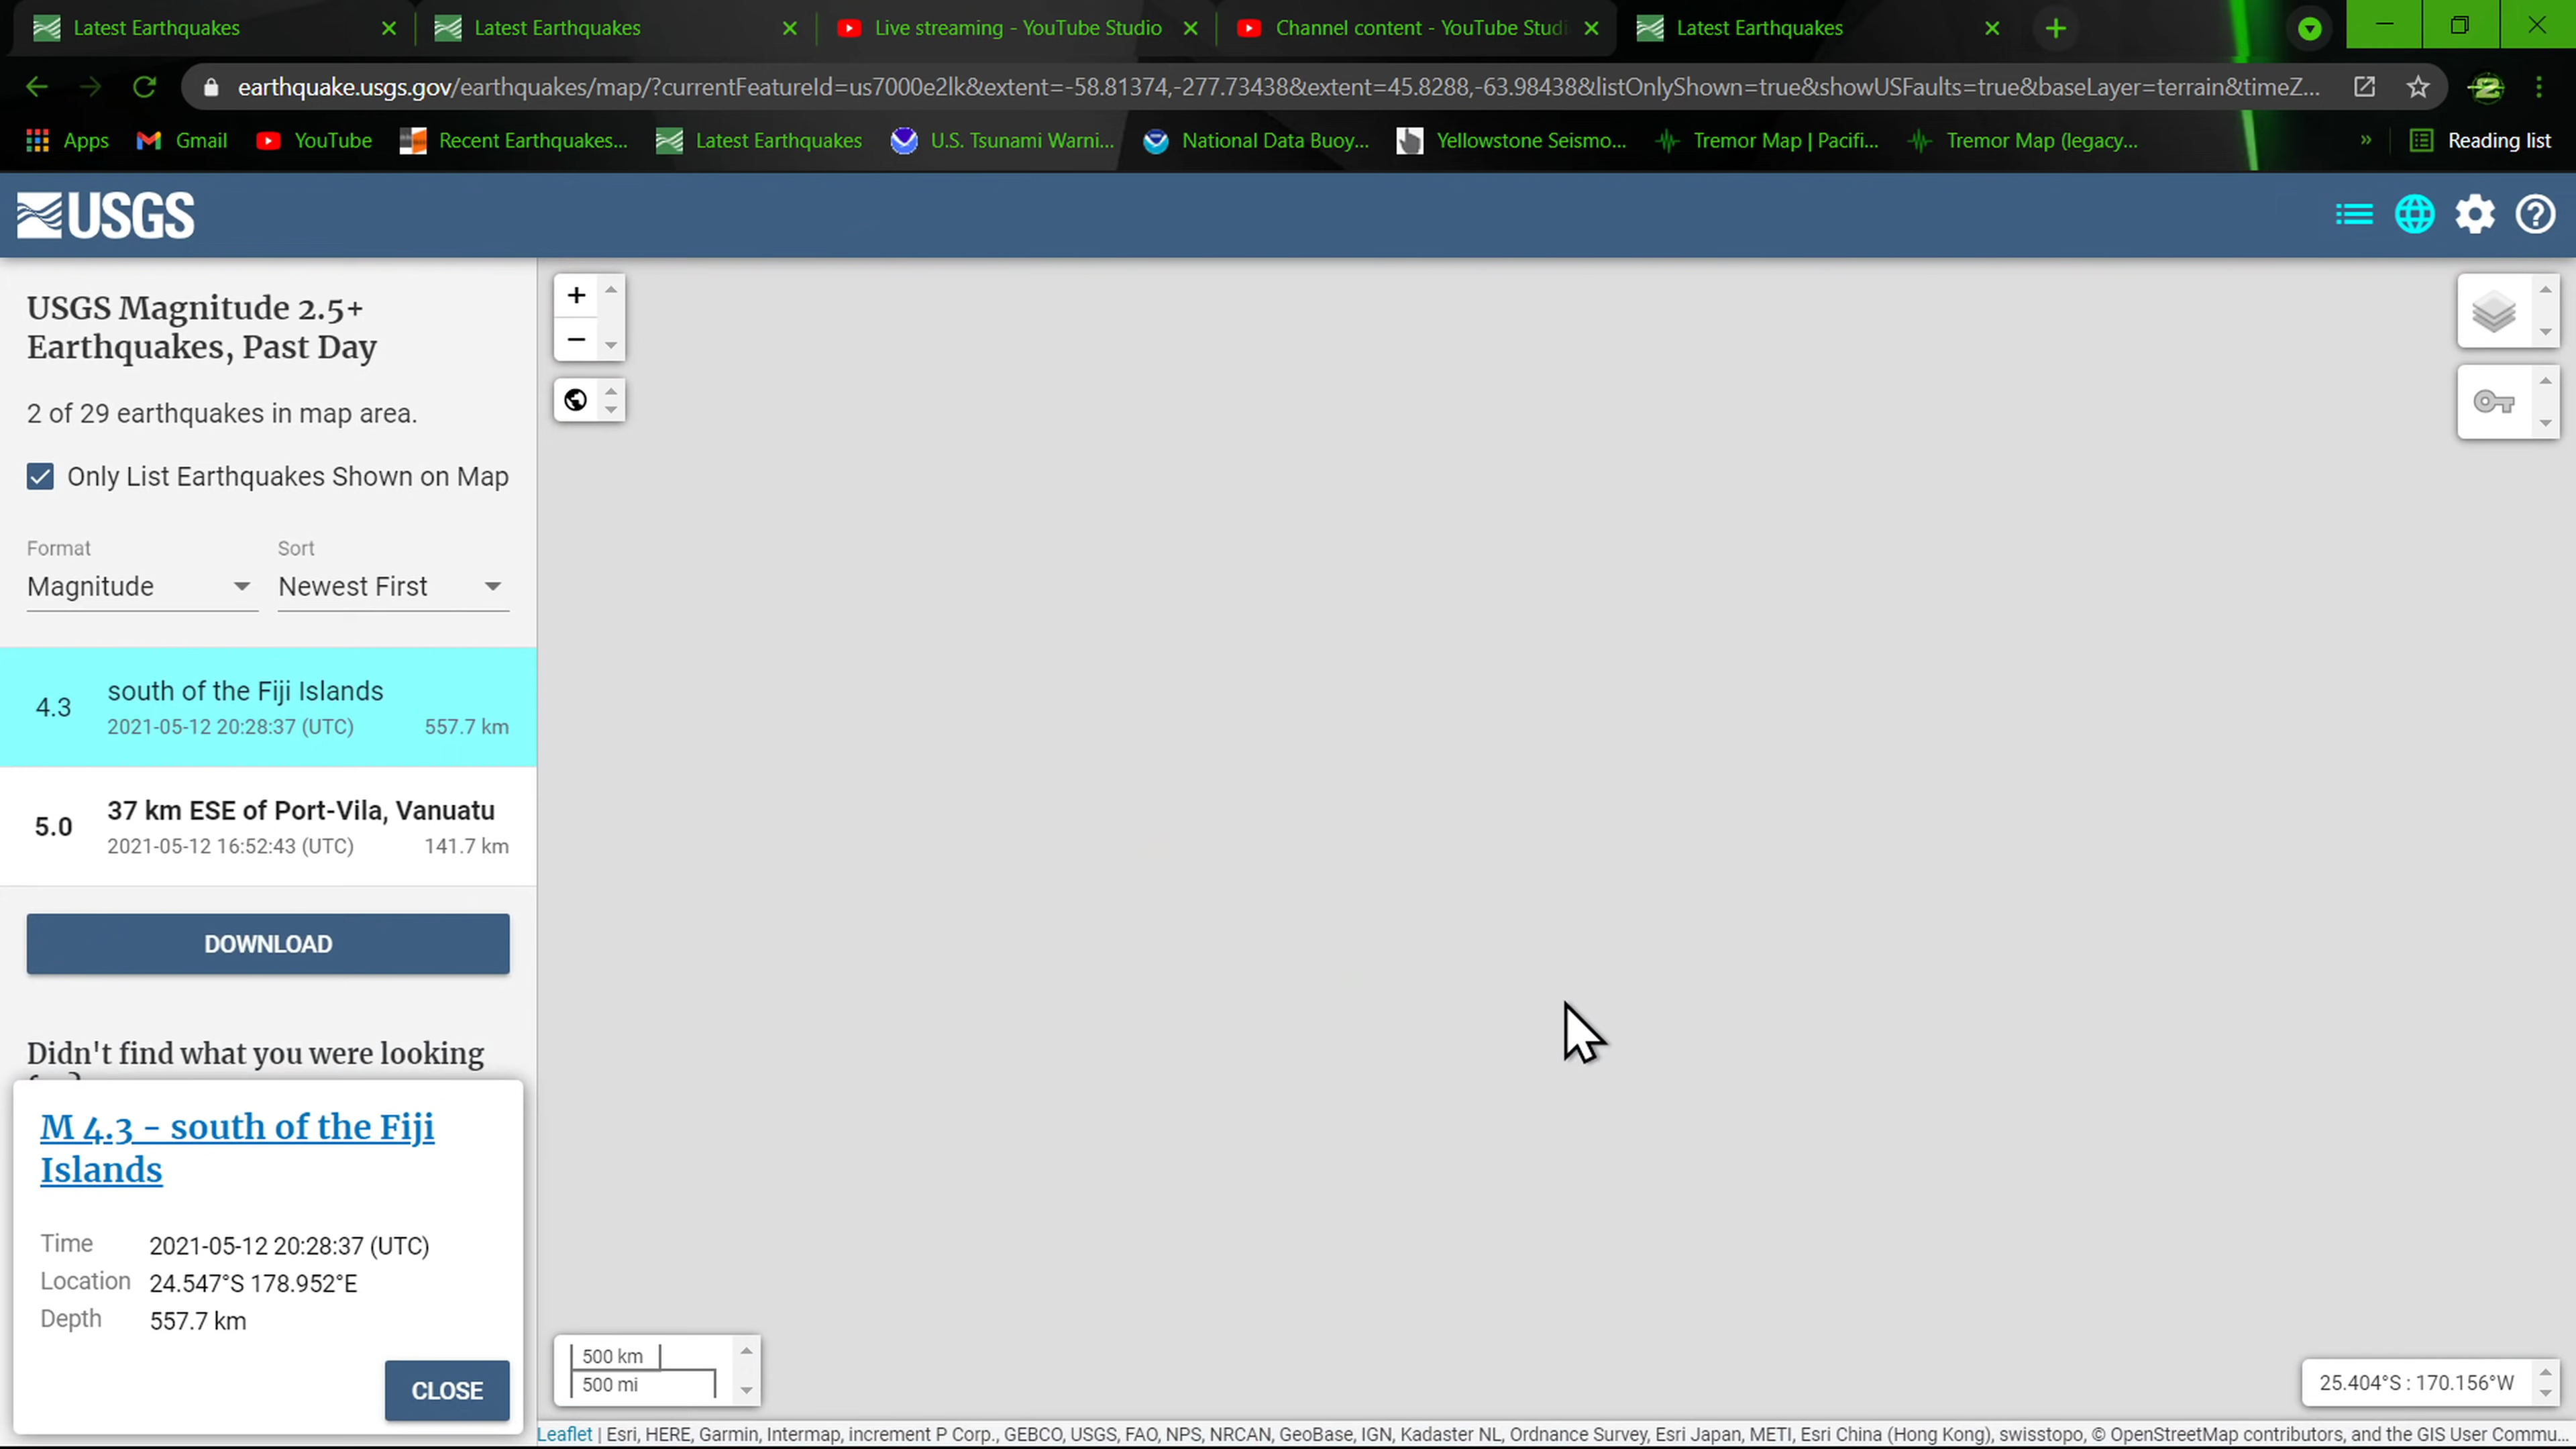 Latest Earthquakes
Latest Earthquakes
Live streaming - YouTube Studio
Channel content - YouTube Studi
Latest Earthquakes
earthquake.usgs.gov/earthquakes/map/?currentFeatureId=us7000e2lk&extent=-58.81374,-277.73438&extent=45.8288,-63.98438&listOnlyShown=true&showUSFaults=true&baseLayer=terrain&timeZ...
Apps
Gmail
YouTube
Recent Earthquakes...
Latest Earthquakes
U.S. Tsunami Warni...
National Data Buoy...
Yellowstone Seismo...
Tremor Map | Pacifi...
Tremor Map (legacy...
»
Reading list
USGS
USGS Magnitude 2.5+
Earthquakes, Past Day
2 of 29 earthquakes in map area.
Only List Earthquakes Shown on Map
Format
Sort
Magnitude
Newest First
4.3
south of the Fiji Islands
2021-05-12 20:28:37 (UTC)
557.7 km
5.0
37 km ESE of Port-Vila, Vanuatu
2021-05-12 16:52:43 (UTC)
141.7 km
DOWNLOAD
Didn't find what you were looking
M 4.3 - south of the Fiji
Islands
Time 2021-05-12 20:28:37 (UTC)
Location 24.547°S 178.952°E
Depth 557.7 km
CLOSE
+
−
500 km
500 mi
25.404°S : 170.156°W
Leaflet | Esri, HERE, Garmin, Intermap, increment P Corp., GEBCO, USGS, FAO, NPS, NRCAN, GeoBase, IGN, Kadaster NL, Ordnance Survey, Esri Japan, METI, Esri China (Hong Kong), swisstopo, © OpenStreetMap contributors, and the GIS User Commu...